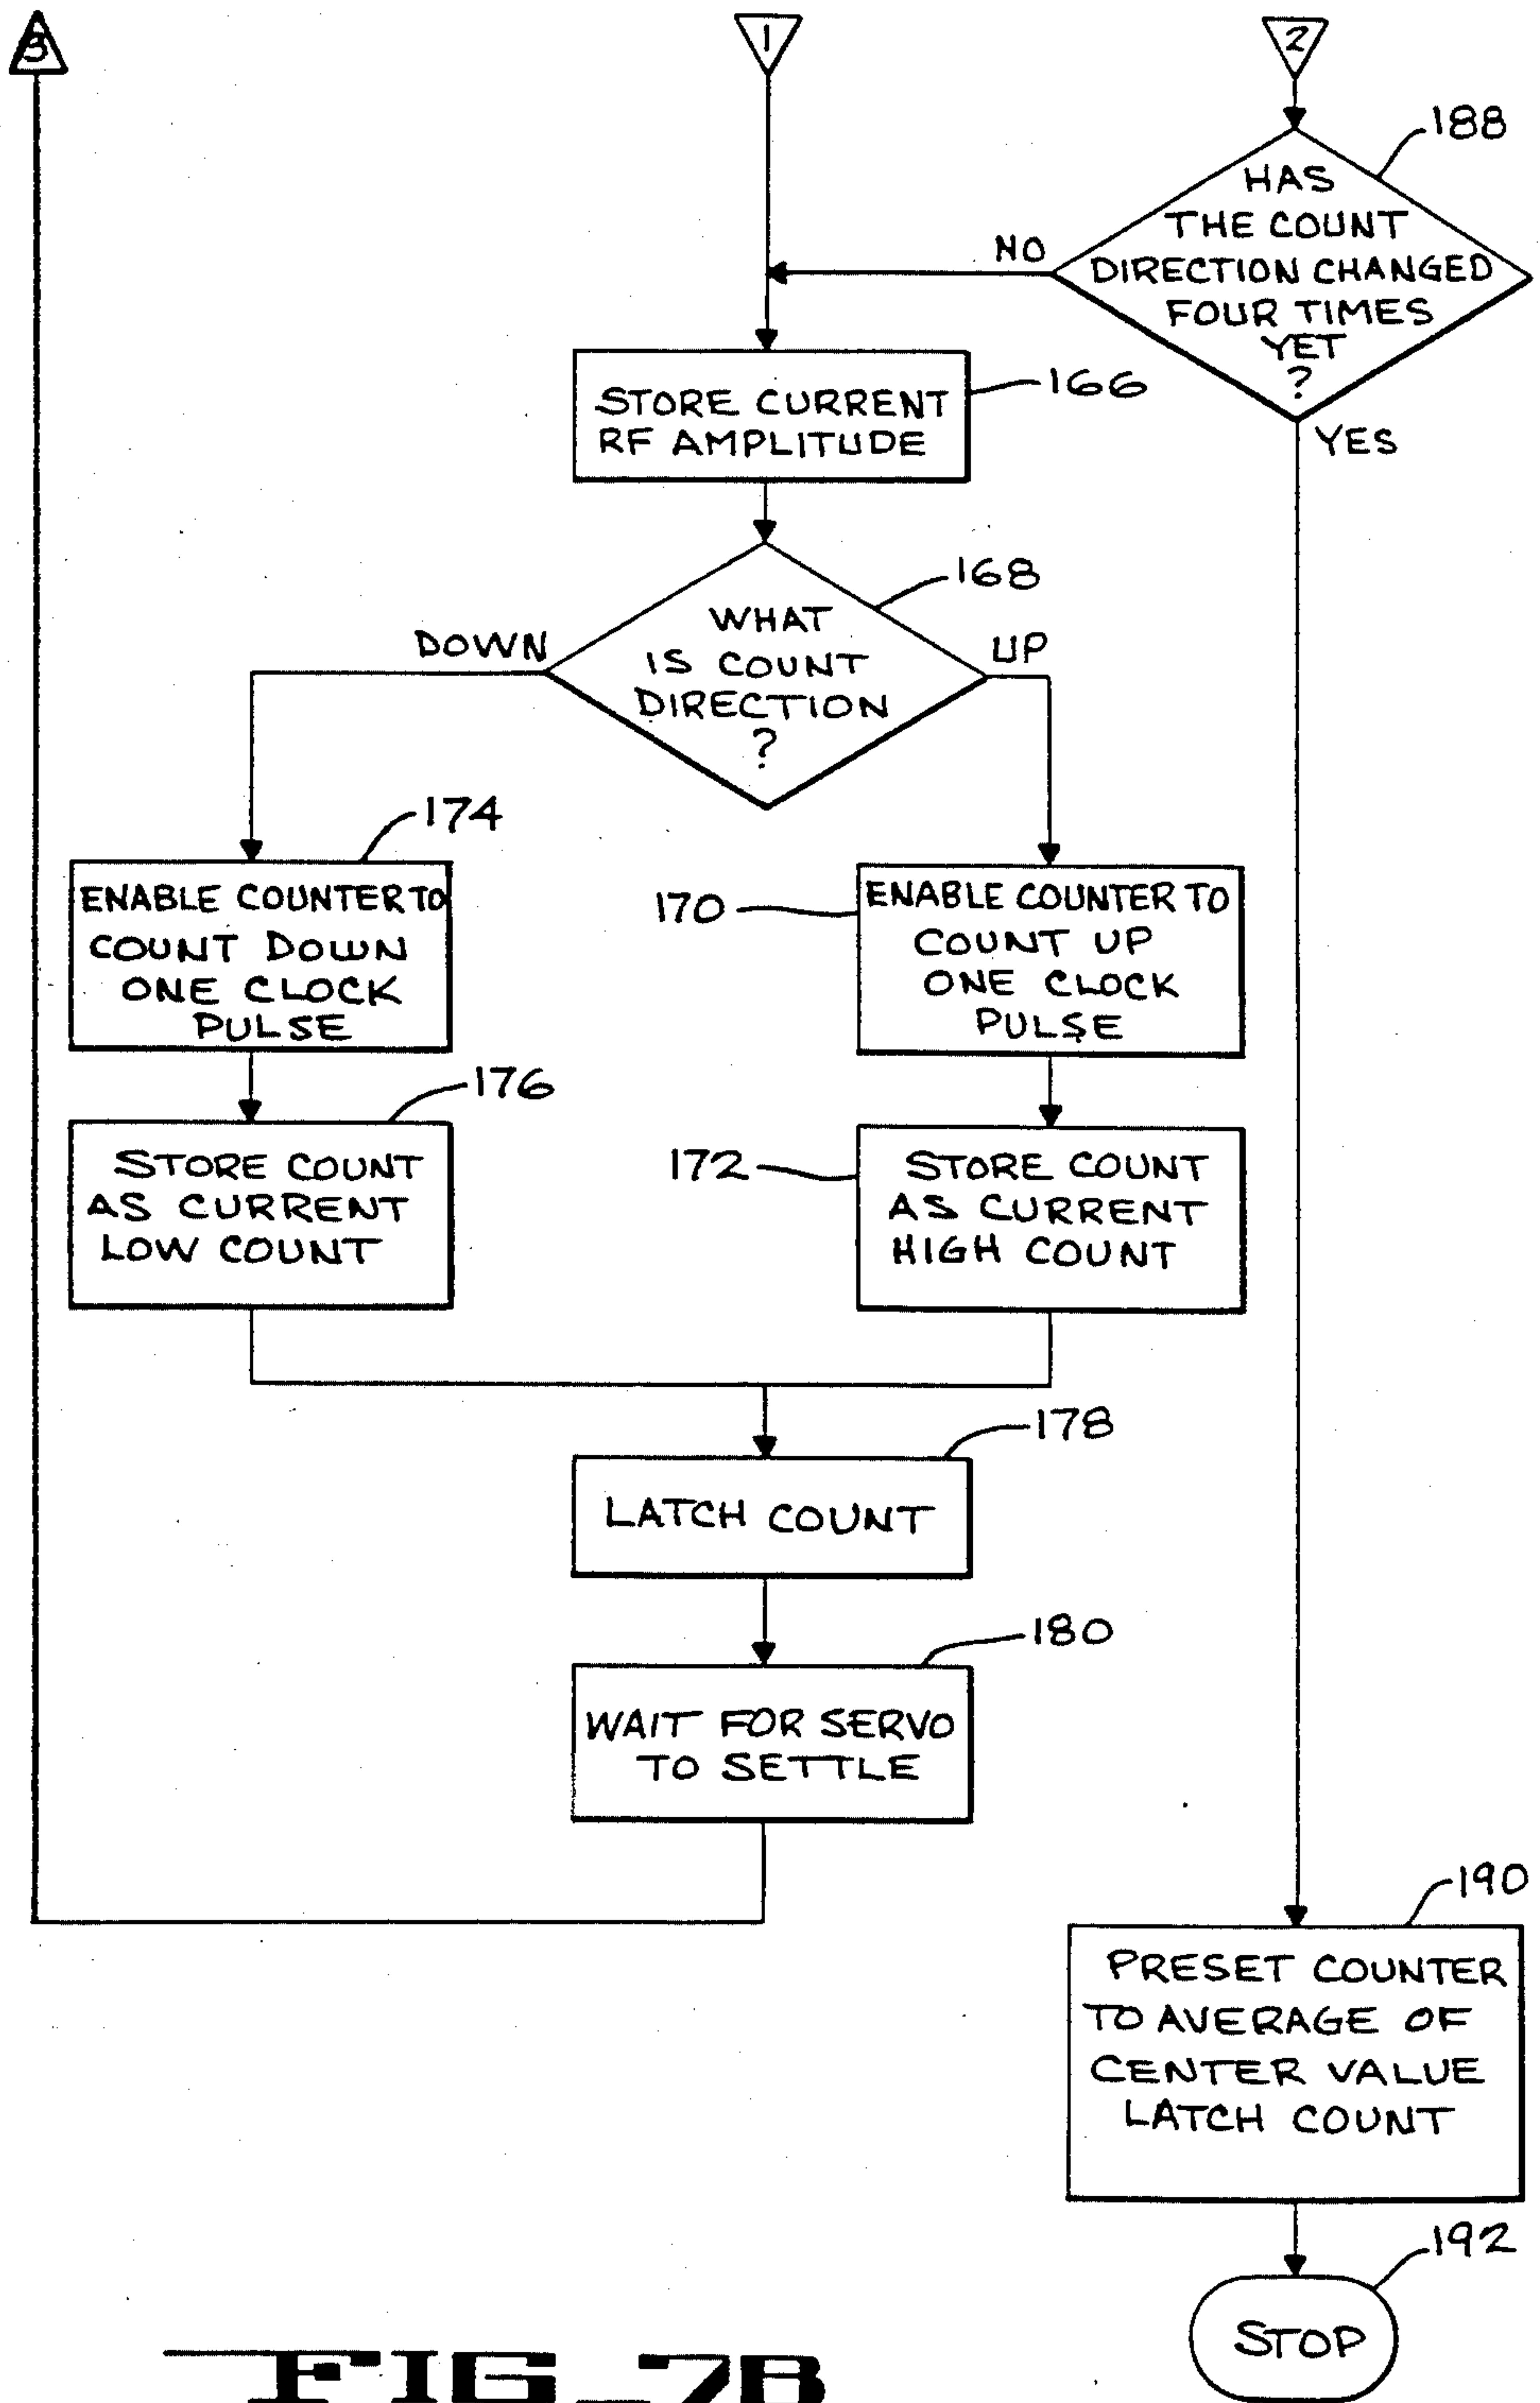 3
1
2
188
HAS
THE COUNT
DIRECTION CHANGED
FOUR TIMES
YET
?
NO
YES
166
STORE CURRENT
RF AMPLITUDE
168
WHAT
IS COUNT
DIRECTION
?
DOWN
UP
174
ENABLE COUNTER TO
COUNT DOWN
ONE CLOCK
PULSE
170
ENABLE COUNTER TO
COUNT UP
ONE CLOCK
PULSE
176
STORE COUNT
AS CURRENT
LOW COUNT
172
STORE COUNT
AS CURRENT
HIGH COUNT
178
LATCH COUNT
180
WAIT FOR SERVO
TO SETTLE
190
PRESET COUNTER
TO AVERAGE OF
CENTER VALUE
LATCH COUNT
192
STOP
FIG_7B